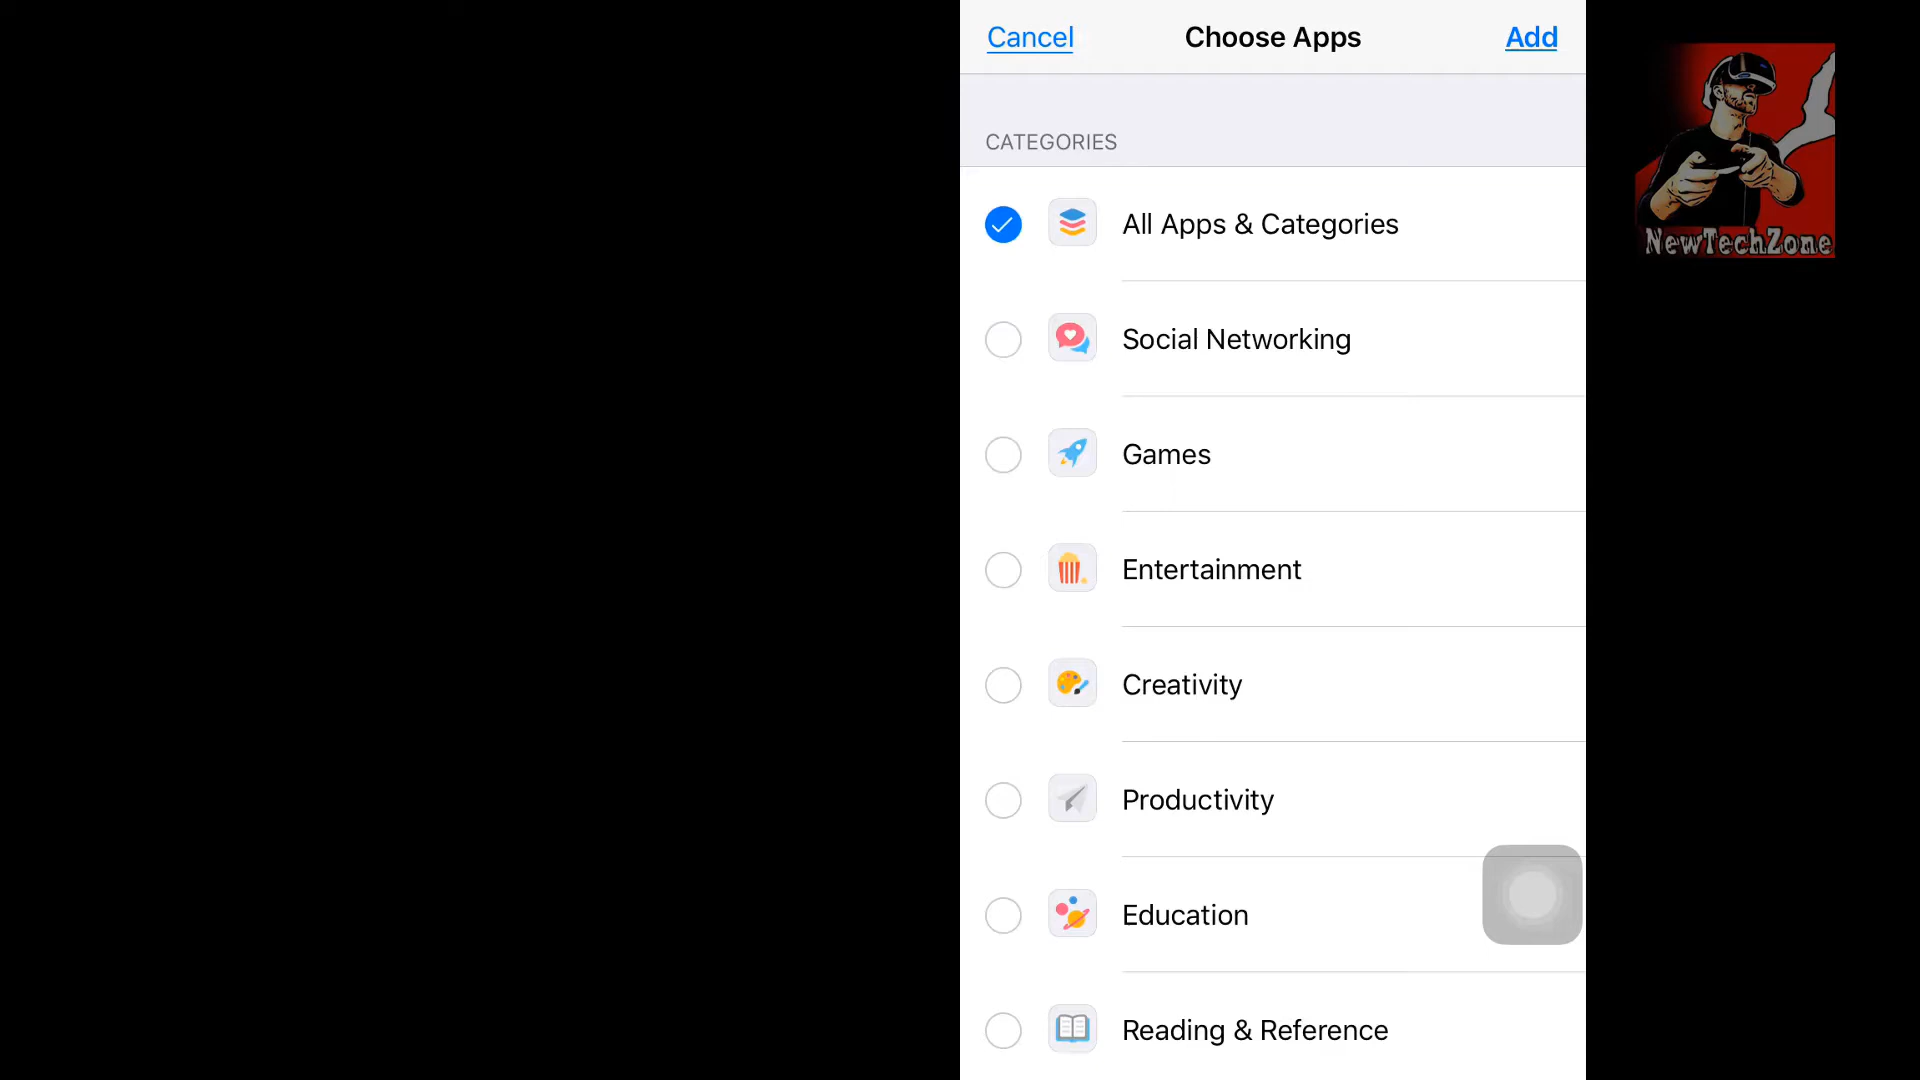 Cancel
Choose Apps
Add
CATEGORIES
All Apps & Categories
Social Networking
Games
Entertainment
Creativity
Productivity
Education
Reading & Reference
NewTechZone